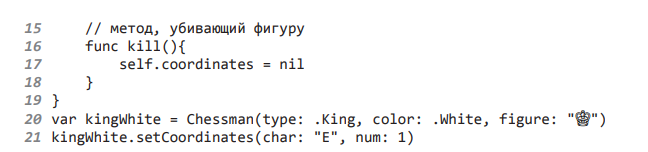 15 // метод, убивающий фигуру
16 func kill(){
17 self.coordinates = nil
18 }
19 }
20 var kingWhite = Chessman(type: .King, color: .White, figure: "♚")
21 kingWhite.setCoordinates(char: "E", num: 1)